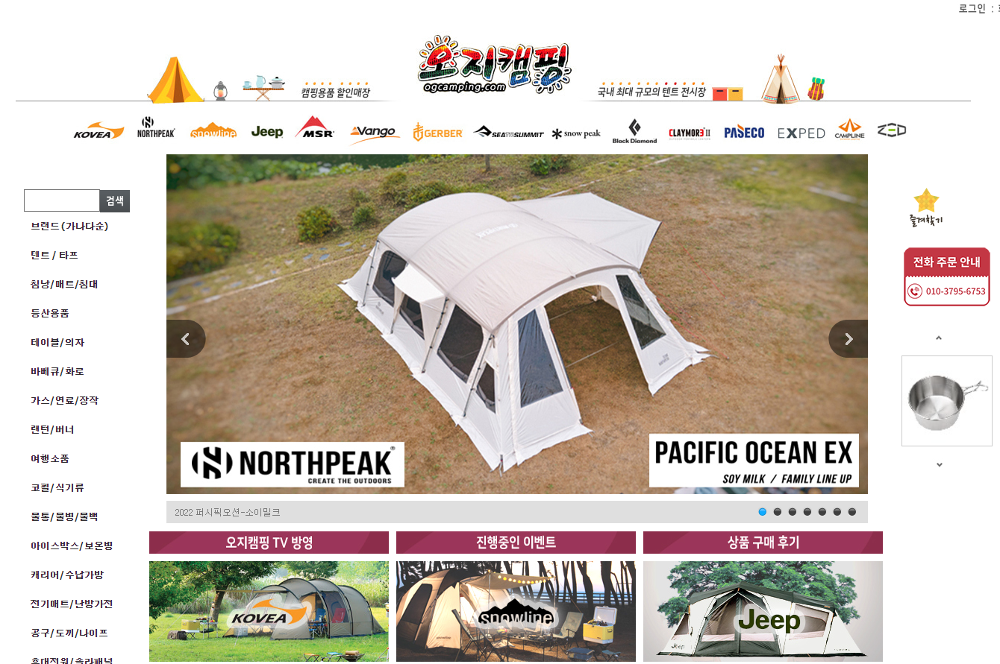 로그인 :
오지캠핑
ogcamping.com
캠핑용품 할인매장
국내 최대 규모의 텐트 전시장
KOVEA NORTHPEAK snowline Jeep MSR Vango GERBER SEA TO SUMMIT snow peak Black Diamond CLAYMORE II PASECO EXPED CAMPLINE ZED
검색
브랜드(가나다순)
텐트 / 타프
침낭/매트/침대
등산용품
테이블/의자
바베큐/화로
가스/연료/장작
랜턴/버너
여행소품
코펠/식기류
물통/물병/물백
아이스박스/보온병
캐리어/수납가방
전기매트/난방가전
공구/도끼/나이프
휴대전원/솔라패널
NORTHPEAK®
CREATE THE OUTDOORS
PACIFIC OCEAN EX
SOY MILK / FAMILY LINE UP
2022 퍼시픽오션-소이밀크
즐겨찾기
전화 주문 안내
010-3795-6753
오지캠핑 TV 방영
진행중인 이벤트
상품 구매 후기
KOVEA
snowline
Jeep
Jeep